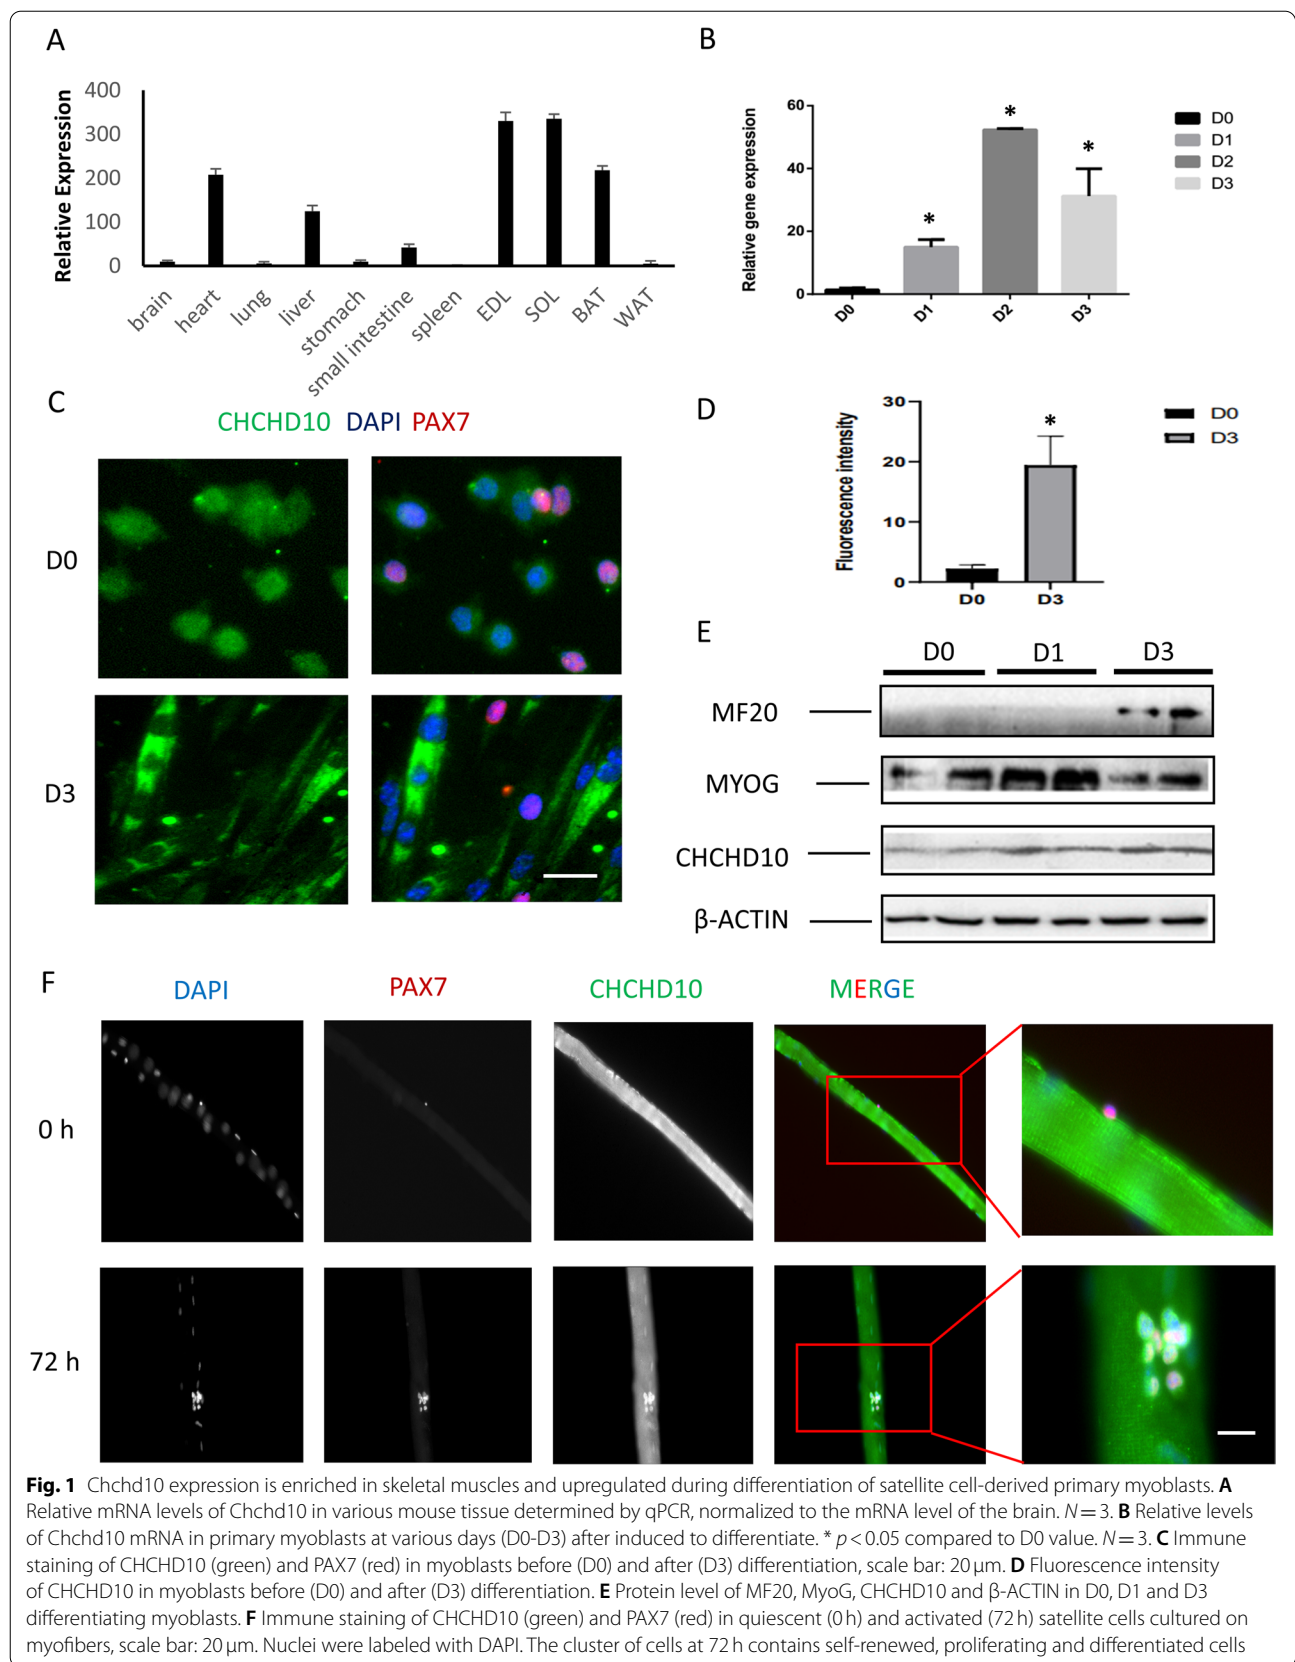 A
Relative Expression
400
300
200
100
0
brain
heart
lung
liver
stomach
small intestine
spleen
EDL
SOL
BAT
WAT
B
Relative gene expression
60
40
20
0
*
*
*
D0
D1
D2
D3
D0
D1
D2
D3
C
CHCHD10 DAPI PAX7
D0
D3
D
Fluorescence intensity
30
20
10
0
*
D0
D3
D0
D3
E
D0 D1 D3
MF20
MYOG
CHCHD10
β-ACTIN
F
DAPI PAX7 CHCHD10 MERGE
0 h
72 h
Fig. 1 Chchd10 expression is enriched in skeletal muscles and upregulated during differentiation of satellite cell-derived primary myoblasts. A
Relative mRNA levels of Chchd10 in various mouse tissue determined by qPCR, normalized to the mRNA level of the brain. N = 3. B Relative levels
of Chchd10 mRNA in primary myoblasts at various days (D0-D3) after induced to differentiate. * p < 0.05 compared to D0 value. N = 3. C Immune
staining of CHCHD10 (green) and PAX7 (red) in myoblasts before (D0) and after (D3) differentiation, scale bar: 20 μm. D Fluorescence intensity
of CHCHD10 in myoblasts before (D0) and after (D3) differentiation. E Protein level of MF20, MyoG, CHCHD10 and β-ACTIN in D0, D1 and D3
differentiating myoblasts. F Immune staining of CHCHD10 (green) and PAX7 (red) in quiescent (0 h) and activated (72 h) satellite cells cultured on
myofibers, scale bar: 20 μm. Nuclei were labeled with DAPI. The cluster of cells at 72 h contains self-renewed, proliferating and differentiated cells